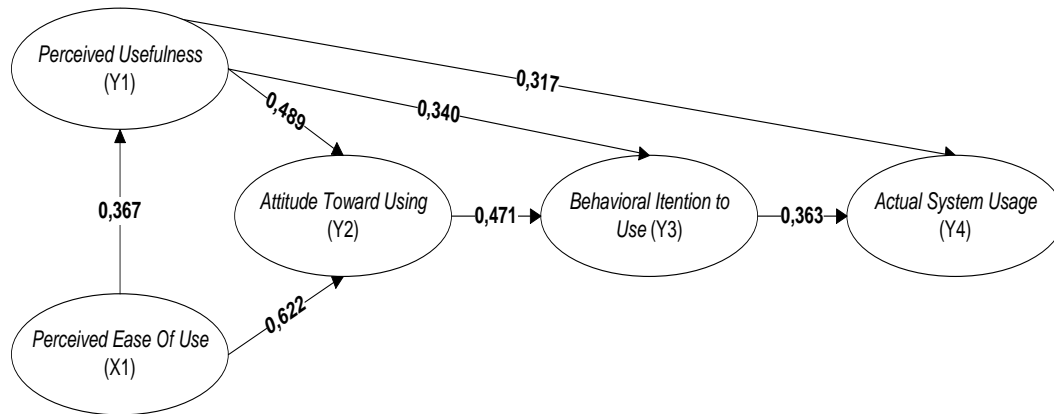 Perceived Usefulness
(Y1)
0,317
0,489
0,340
0,367
Attitude Toward Using
(Y2)
0,471
Behavioral Itention to
Use (Y3)
0,363
Actual System Usage
(Y4)
0,622
Perceived Ease Of Use
(X1)